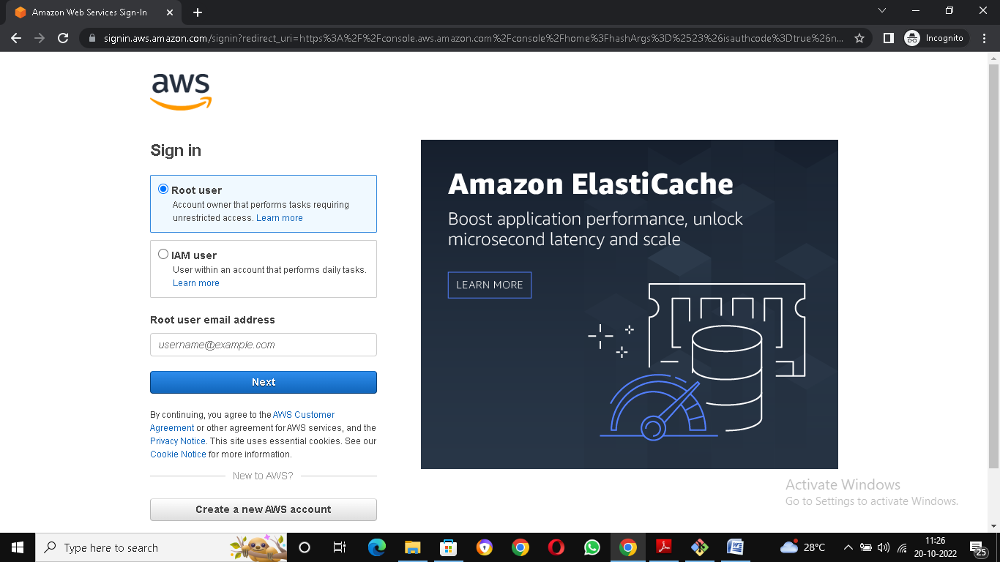 Amazon Web Services Sign-In
signin.aws.amazon.com/signin?redirect_uri=https%3A%2F%2Fconsole.aws.amazon.com%2Fconsole%2Fhome%3FhashArgs%3D%2523%26isauthcode%3Dtrue%26n...
Incognito
aws
Sign in
Root user
Account owner that performs tasks requiring
unrestricted access. Learn more
IAM user
User within an account that performs daily tasks.
Learn more
Root user email address
username@example.com
Next
By continuing, you agree to the AWS Customer
Agreement or other agreement for AWS services, and the
Privacy Notice. This site uses essential cookies. See our
Cookie Notice for more information.
New to AWS?
Create a new AWS account
Amazon ElastiCache
Boost application performance, unlock
microsecond latency and scale
LEARN MORE
Activate Windows
Go to Settings to activate Windows.
Type here to search
28°C
11:26
20-10-2022
25